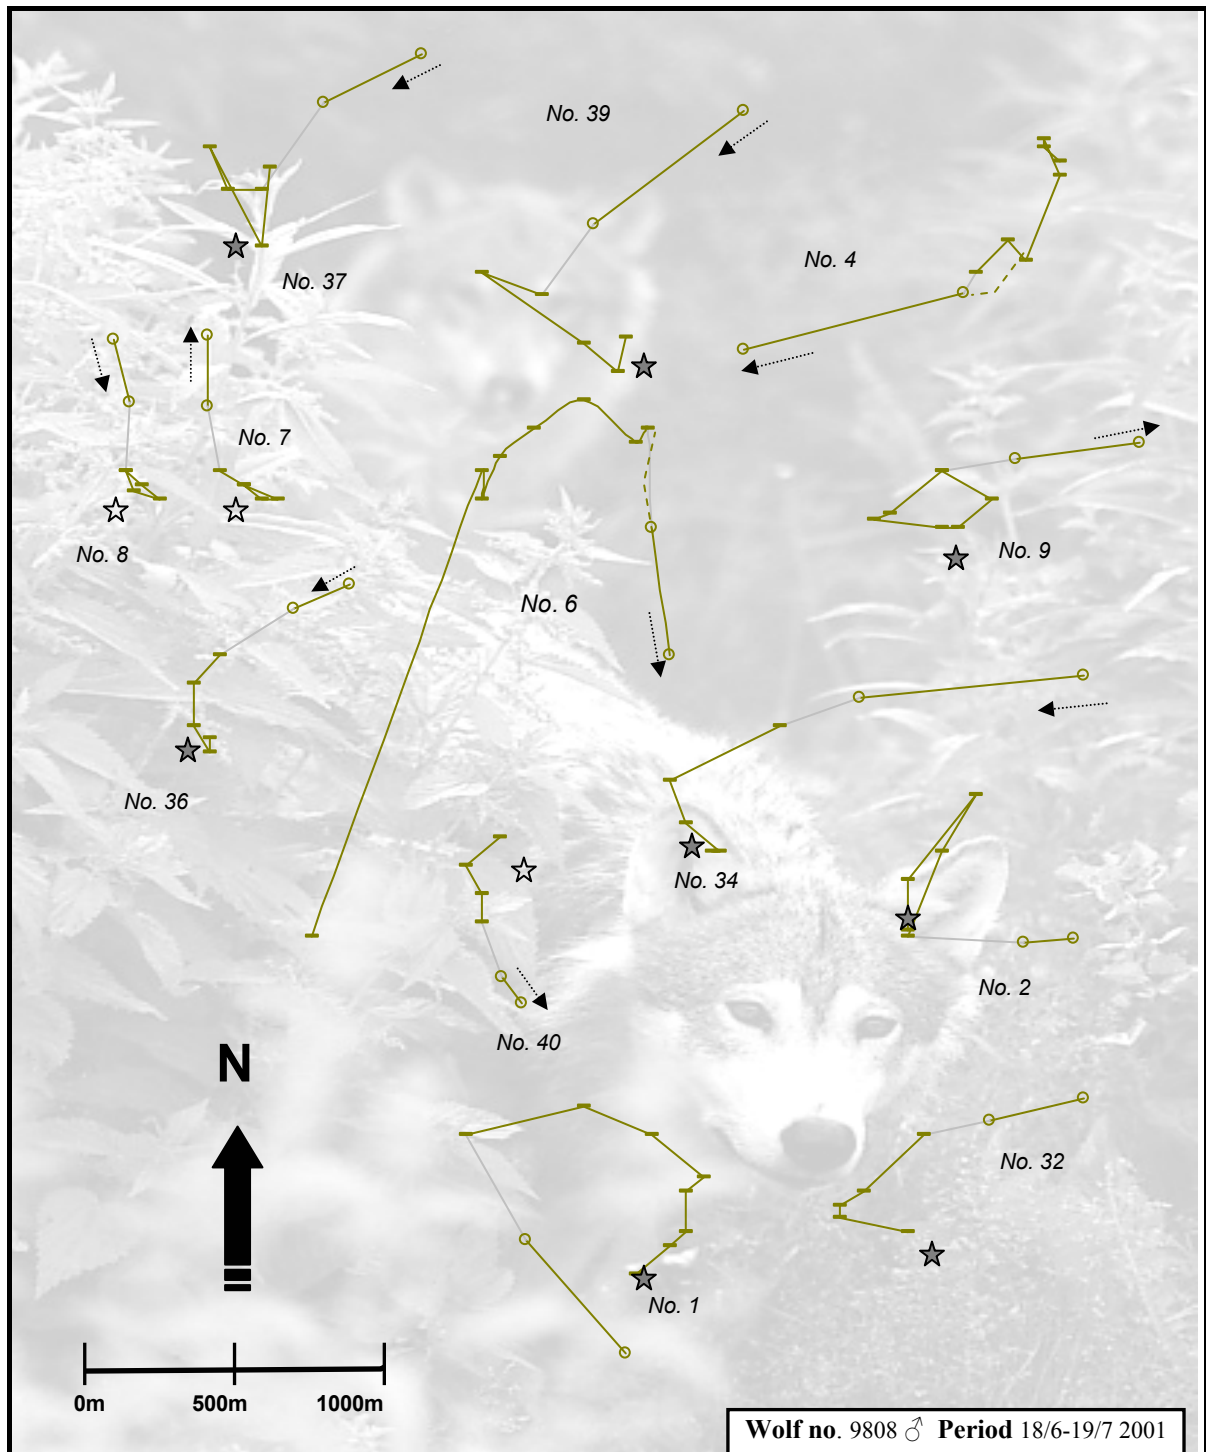 No. 39
No. 4
No. 37
No. 7
No. 8
No. 9
No. 6
No. 36
No. 34
No. 2
No. 40
N
No. 32
No. 1
0m 500m 1000m
Wolf no. 9808 ♂ Period 18/6-19/7 2001